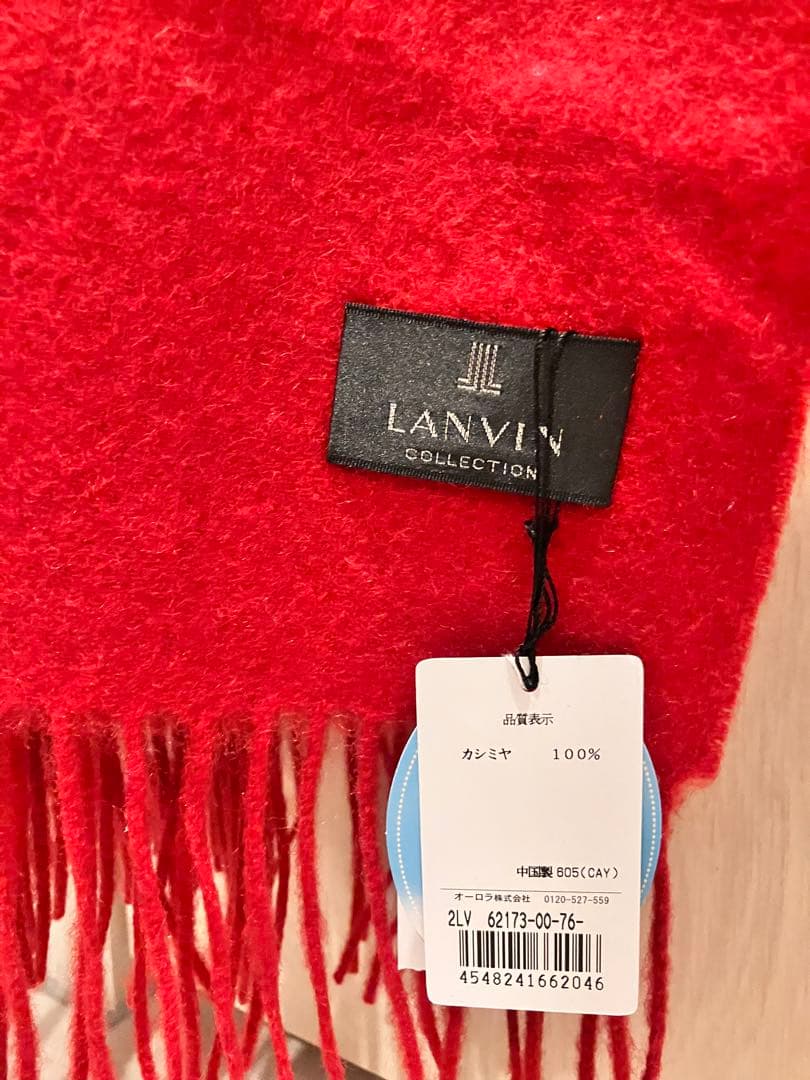 LANVIN
COLLECTION
品質表示
カシミヤ 100%
中国製 605(CAY)
オーロラ株式会社 0120-527-559
2LV 62173-00-76-
4548241662046